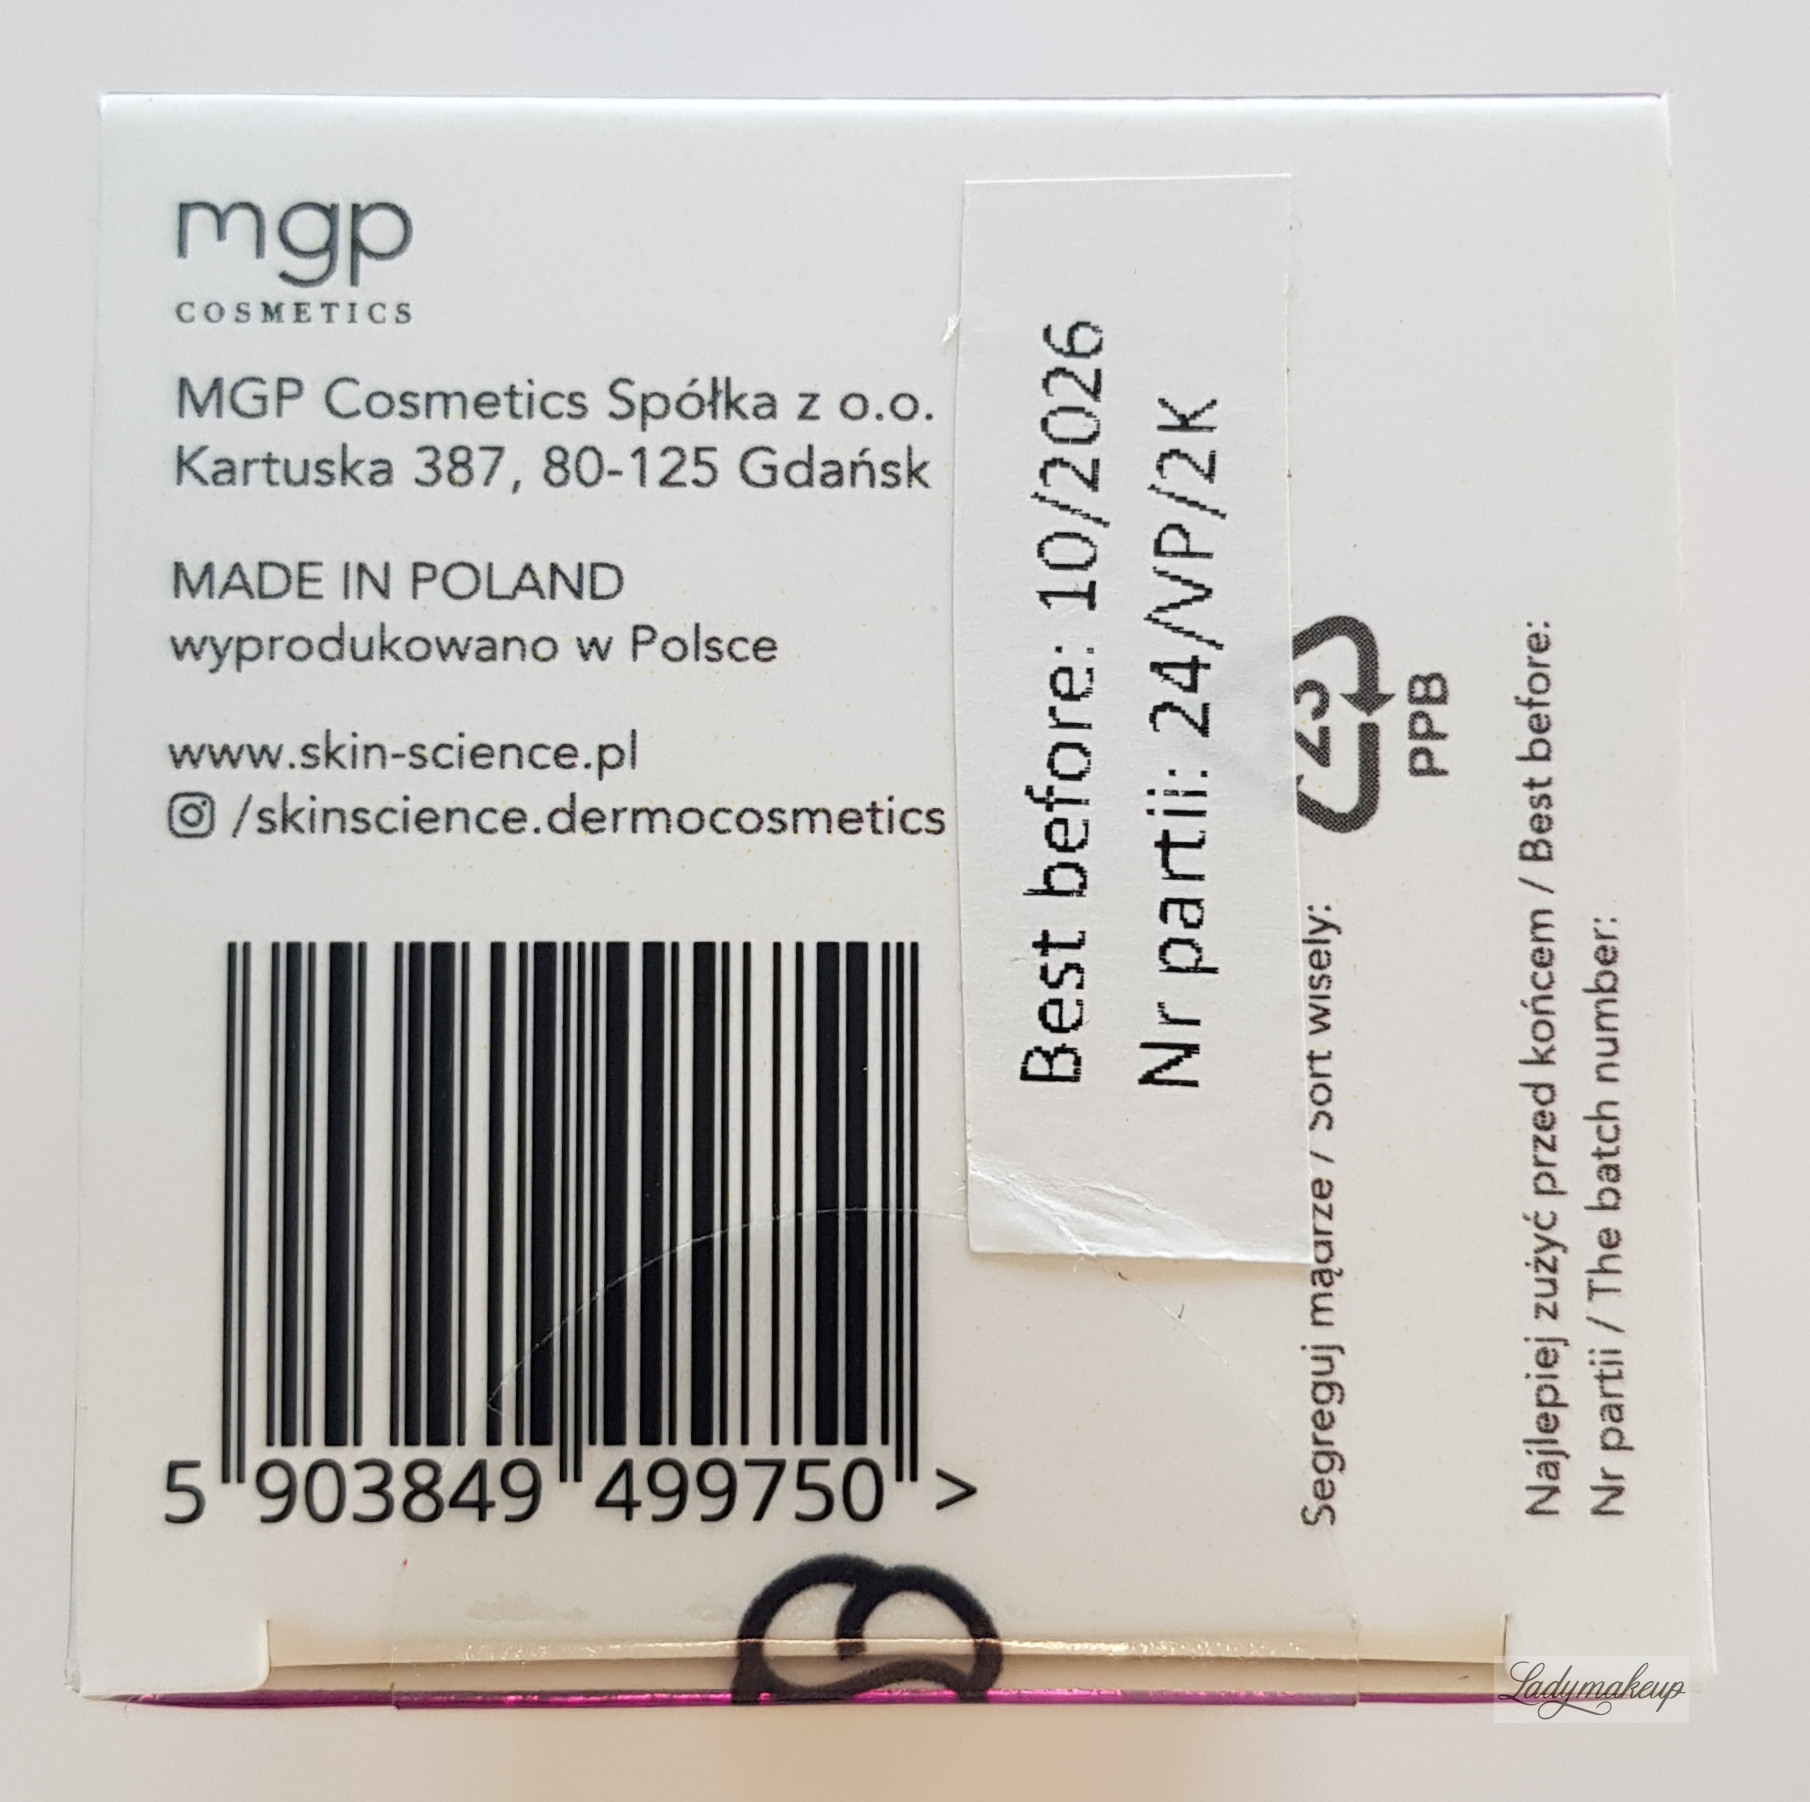 mgp
COSMETICS
MGP Cosmetics Spółka z o.o.
Kartuska 387, 80-125 Gdańsk
MADE IN POLAND
wyprodukowano w Polsce
www.skin-science.pl
/skinscience.dermocosmetics
5 903849 499750 >
Best before: 10/2026
Nr partii: 24/VP/2K
Segreguj mądrze / Sort wisely:
23
PPB
Najlepiej zużyć przed końcem / Best before:
Nr partii / The batch number:
Ladymakeup